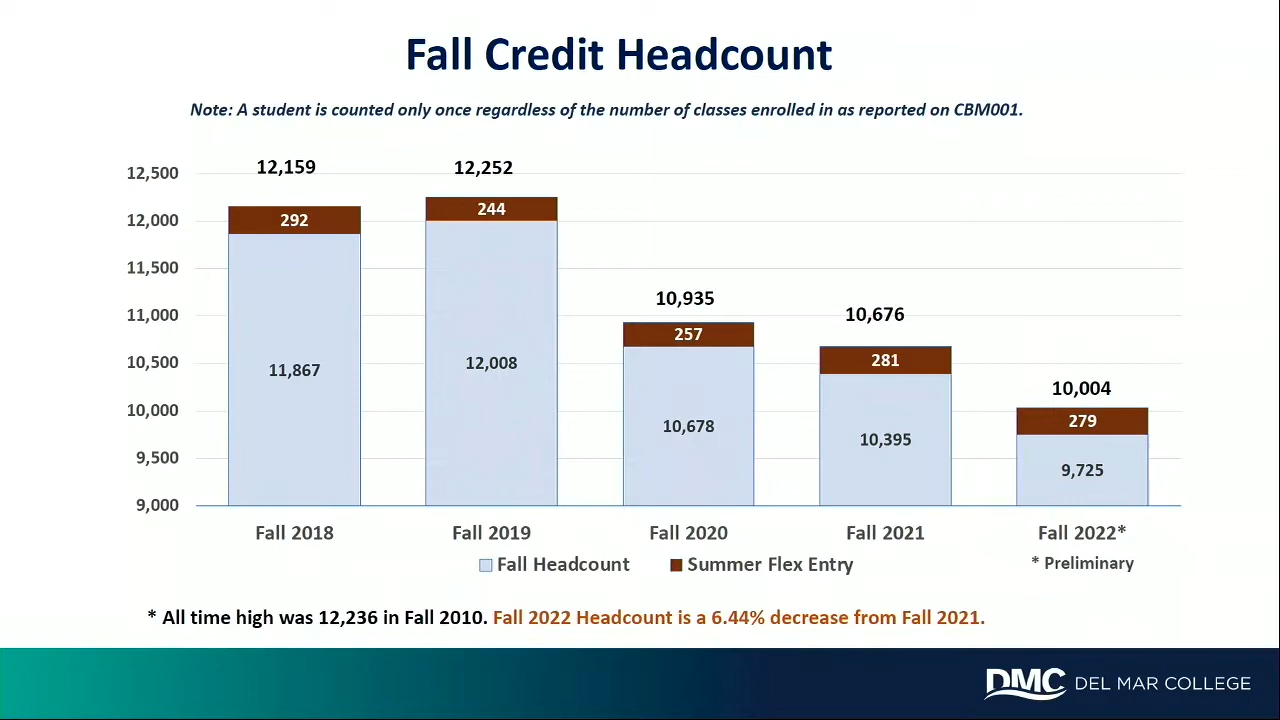 Fall Credit Headcount
Note: A student is counted only once regardless of the number of classes enrolled in as reported on CBM001.
12,500
12,000
11,500
11,000
10,500
10,000
9,500
9,000
12,159
292
11,867
12,252
244
12,008
10,935
257
10,678
10,676
281
10,395
10,004
279
9,725
Fall 2018
Fall 2019
Fall 2020
Fall 2021
Fall 2022*
Fall Headcount
Summer Flex Entry
* Preliminary
* All time high was 12,236 in Fall 2010. Fall 2022 Headcount is a 6.44% decrease from Fall 2021.
DMC DEL MAR COLLEGE